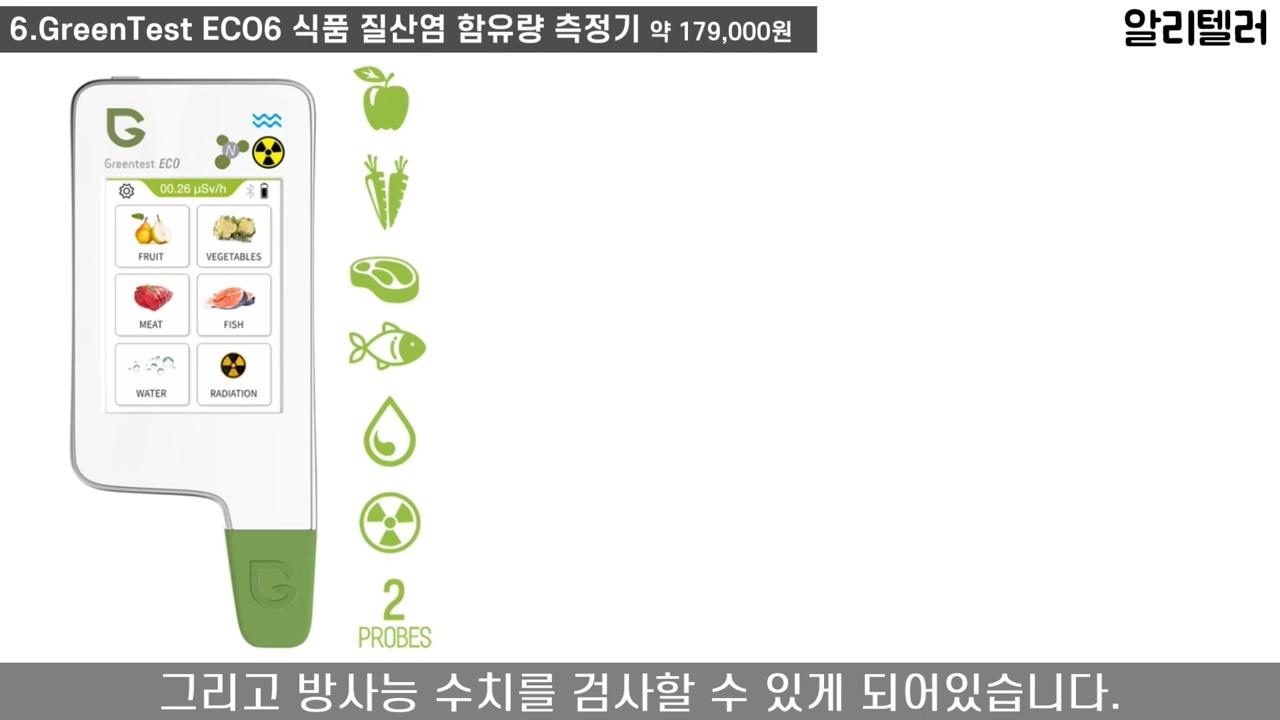 6.GreenTest ECO6 식품 질산염 함유량 측정기 약 179,000원
알리텔러
N
Greentest ECO
00.26 µSv/h
FRUIT
VEGETABLES
MEAT
FISH
WATER
RADIATION
2
PROBES
그리고 방사능 수치를 검사할 수 있게 되어있습니다.